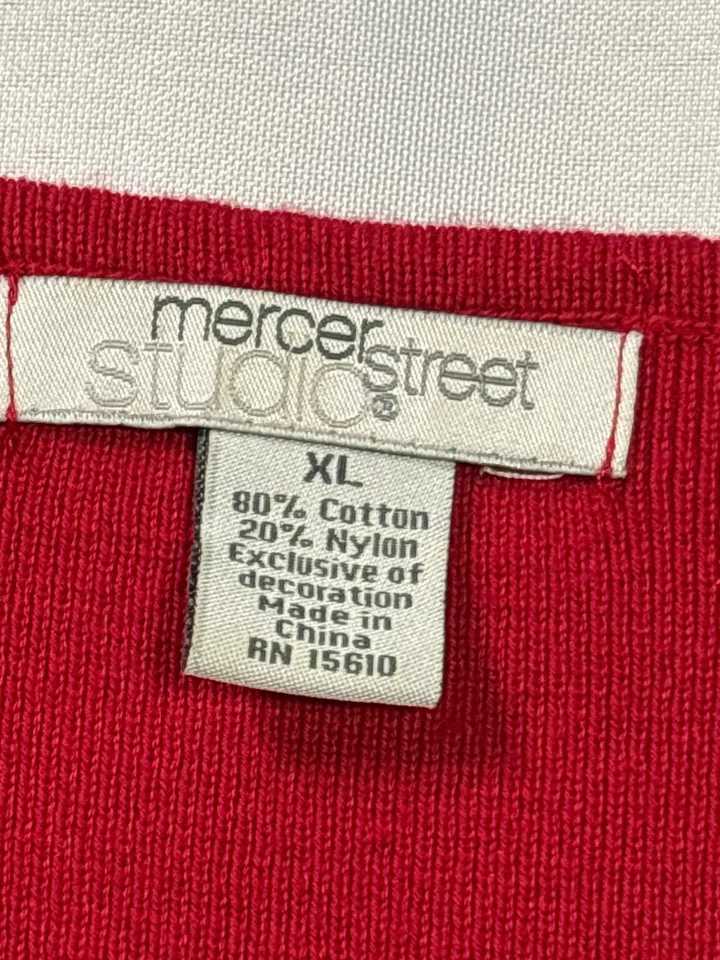 mercer street
studio®
XL
80% Cotton
20% Nylon
Exclusive of
decoration
Made in
China
RN 15610